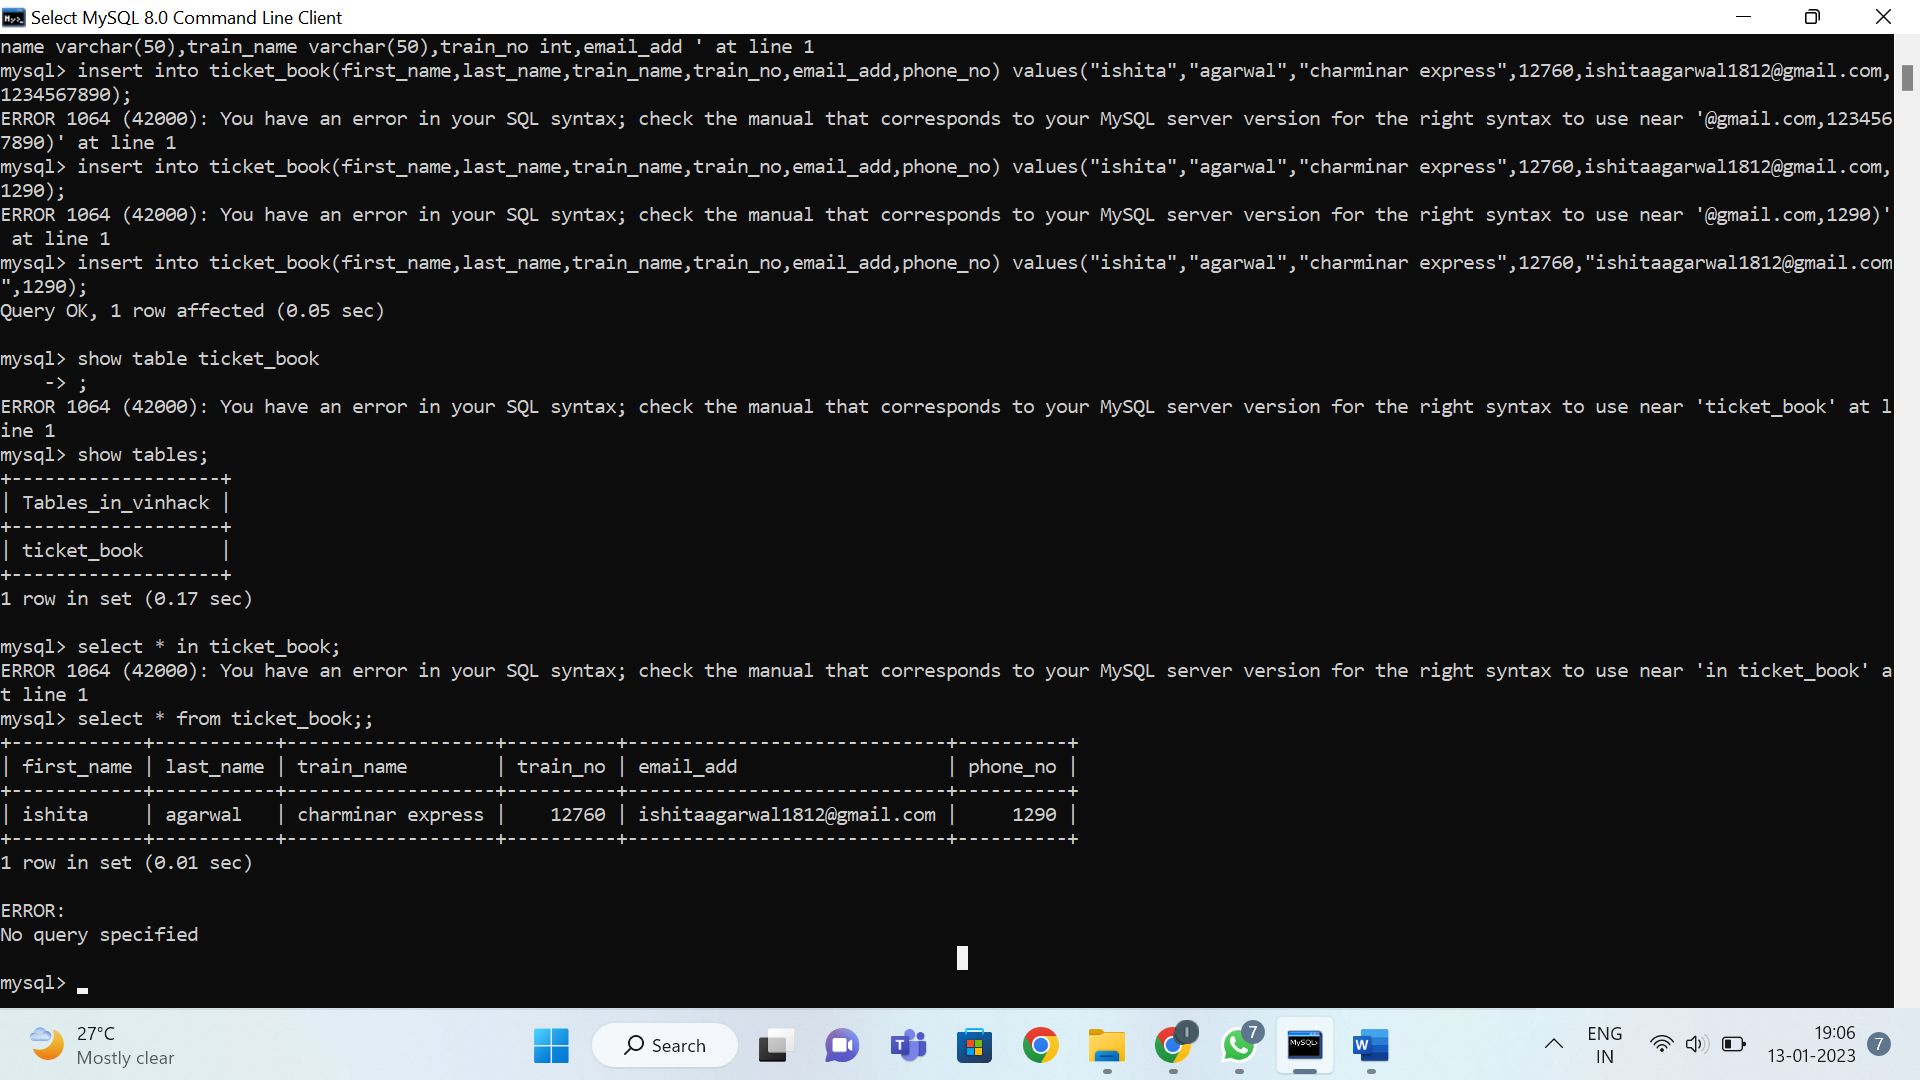 Select MySQL 8.0 Command Line Client
name varchar(50),train_name varchar(50),train_no int,email_add ' at line 1
mysql> insert into ticket_book(first_name,last_name,train_name,train_no,email_add,phone_no) values("ishita","agarwal","charminar express",12760,ishitaagarwal1812@gmail.com,
1234567890);
ERROR 1064 (42000): You have an error in your SQL syntax; check the manual that corresponds to your MySQL server version for the right syntax to use near '@gmail.com,123456
7890)' at line 1
mysql> insert into ticket_book(first_name,last_name,train_name,train_no,email_add,phone_no) values("ishita","agarwal","charminar express",12760,ishitaagarwal1812@gmail.com,
1290);
ERROR 1064 (42000): You have an error in your SQL syntax; check the manual that corresponds to your MySQL server version for the right syntax to use near '@gmail.com,1290)'
 at line 1
mysql> insert into ticket_book(first_name,last_name,train_name,train_no,email_add,phone_no) values("ishita","agarwal","charminar express",12760,"ishitaagarwal1812@gmail.com
",1290);
Query OK, 1 row affected (0.05 sec)
mysql> show table ticket_book
    -> ;
ERROR 1064 (42000): You have an error in your SQL syntax; check the manual that corresponds to your MySQL server version for the right syntax to use near 'ticket_book' at l
ine 1
mysql> show tables;
+-------------------+
| Tables_in_vinhack |
+-------------------+
| ticket_book       |
+-------------------+
1 row in set (0.17 sec)
mysql> select * in ticket_book;
ERROR 1064 (42000): You have an error in your SQL syntax; check the manual that corresponds to your MySQL server version for the right syntax to use near 'in ticket_book' a
t line 1
mysql> select * from ticket_book;;
+------------+-----------+-------------------+----------+-----------------------------+----------+
| first_name | last_name | train_name        | train_no | email_add                   | phone_no |
+------------+-----------+-------------------+----------+-----------------------------+----------+
| ishita     | agarwal   | charminar express |    12760 | ishitaagarwal1812@gmail.com |     1290 |
+------------+-----------+-------------------+----------+-----------------------------+----------+
1 row in set (0.01 sec)
ERROR:
No query specified
mysql>
27°C
Mostly clear
Search
7
MySQL>
W
ENG
IN
19:06
13-01-2023
7